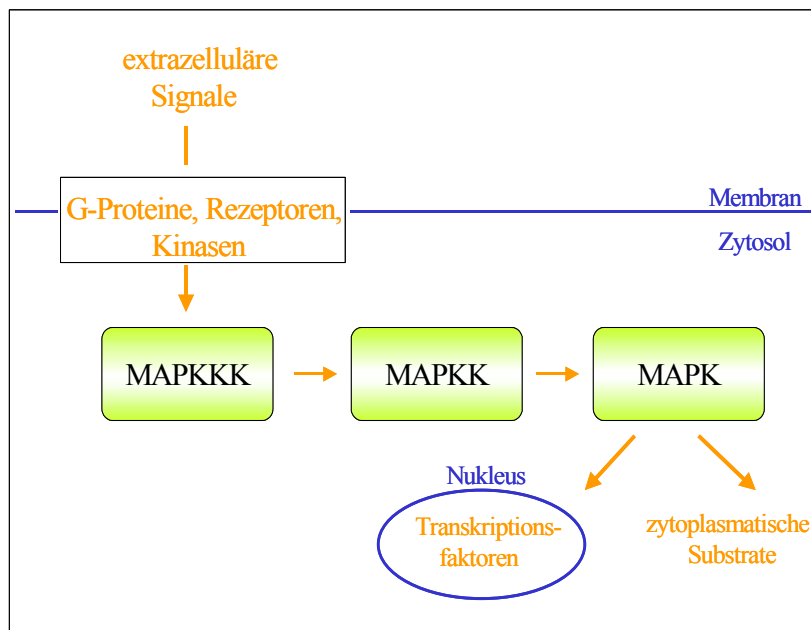 extrazelluläre
Signale
G-Proteine, Rezeptoren,
Kinasen
Membran
Zytosol
MAPKKK
MAPKK
MAPK
Nukleus
Transkriptions-
faktoren
zytoplasmatische
Substrate